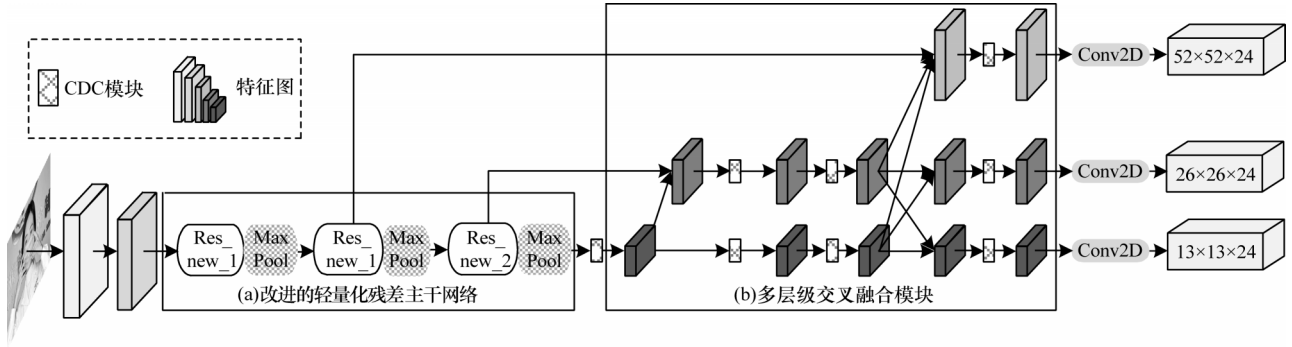 CDC模块
特征图
Res_
new_1
Max
Pool
Res_
new_1
Max
Pool
Res_
new_2
Max
Pool
(a)改进的轻量化残差主干网络
(b)多层级交叉融合模块
Conv2D
52×52×24
Conv2D
26×26×24
Conv2D
13×13×24